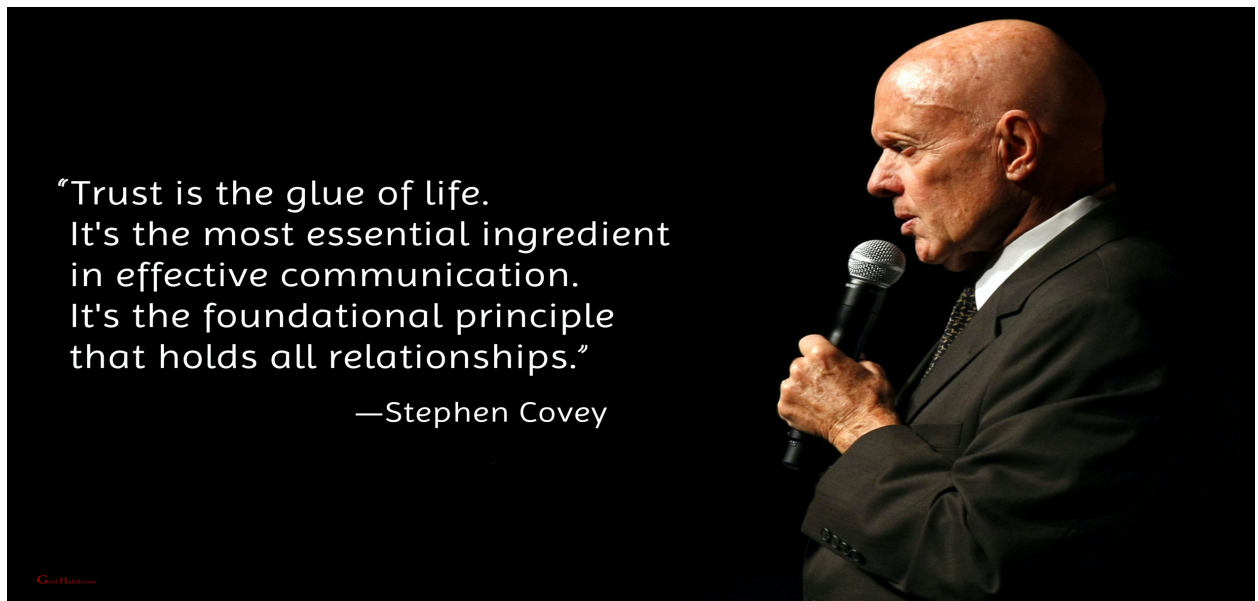 “Trust is the glue of life.
It's the most essential ingredient
in effective communication.
It's the foundational principle
that holds all relationships.”
—Stephen Covey